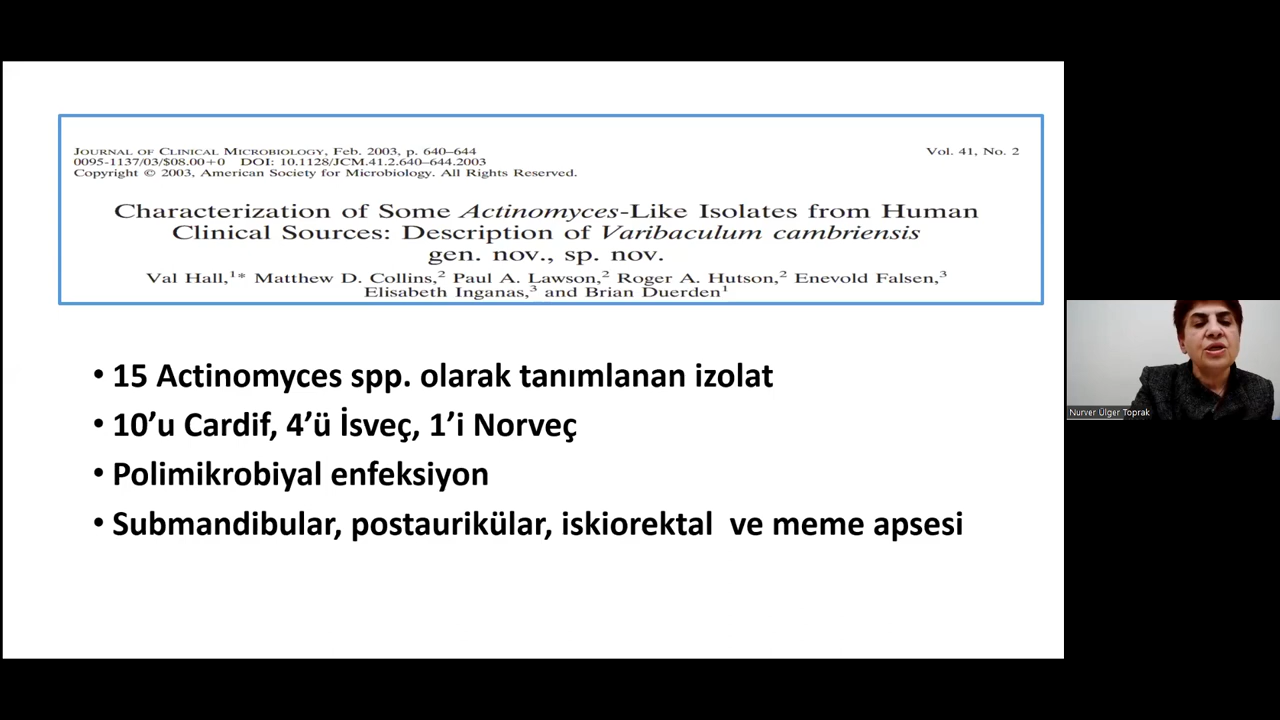 JOURNAL OF CLINICAL MICROBIOLOGY, Feb. 2003, p. 640–644
Vol. 41, No. 2
0095-1137/03/$08.00+0 DOI: 10.1128/JCM.41.2.640–644.2003
Copyright © 2003, American Society for Microbiology. All Rights Reserved.
Characterization of Some Actinomyces-Like Isolates from Human
Clinical Sources: Description of Varibaculum cambriensis
gen. nov., sp. nov.
Val Hall,1* Matthew D. Collins,2 Paul A. Lawson,2 Roger A. Hutson,2 Enevold Falsen,3
Elisabeth Inganas,3 and Brian Duerden1
• 15 Actinomyces spp. olarak tanımlanan izolat
• 10’u Cardif, 4’ü İsveç, 1’i Norveç
• Polimikrobiyal enfeksiyon
• Submandibular, postaurikülar, iskiorektal ve meme apsesi
Nurver Ülger Toprak